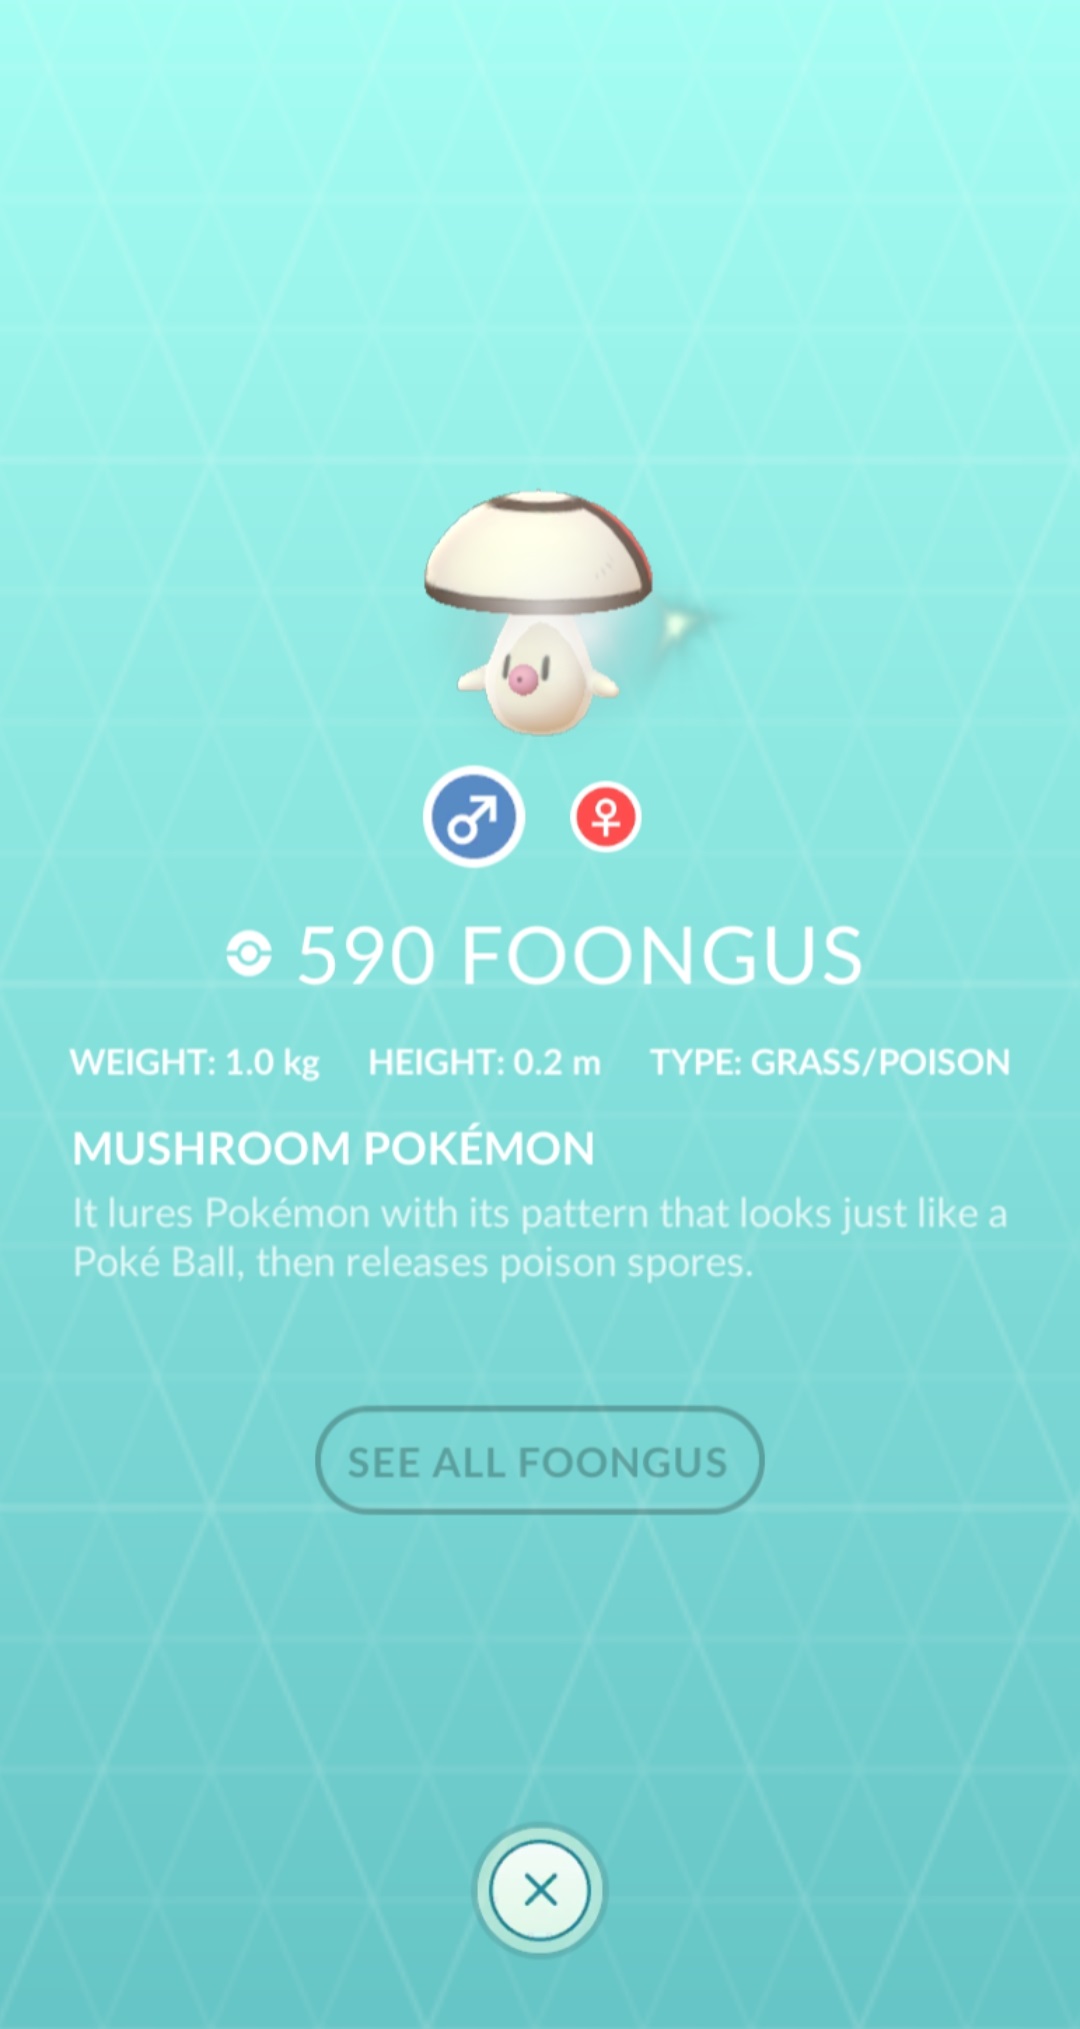 590 FOONGUS
WEIGHT: 1.0 kg HEIGHT: 0.2 m TYPE: GRASS/POISON
MUSHROOM POKÉMON
It lures Pokémon with its pattern that looks just like a
Poké Ball, then releases poison spores.
SEE ALL FOONGUS